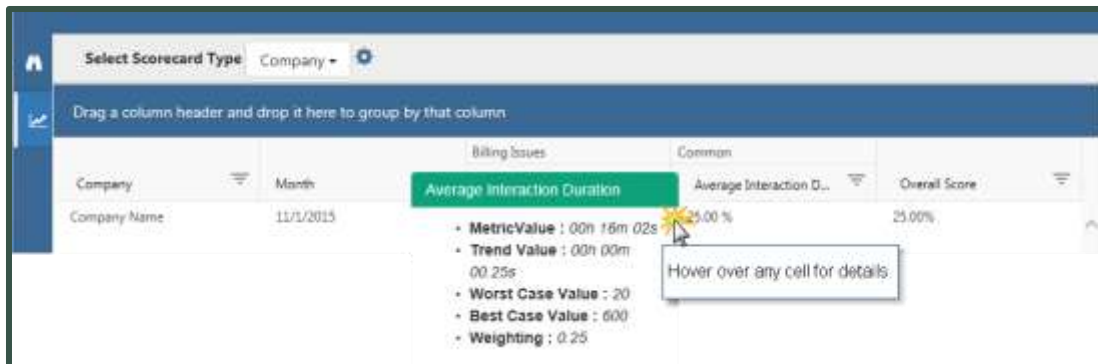 Select Scorecard Type Company
Drag a column header and drop it here to group by that column
Billing Issues Common
Company Month Average Interaction D... Overall Score
Average Interaction Duration
Company Name 11/1/2015 25.00 % 25.00%
• MetricValue : 00h 16m 02s
• Trend Value : 00h 00m
00.25s
• Worst Case Value : 20
• Best Case Value : 600
• Weighting : 0.25
Hover over any cell for details